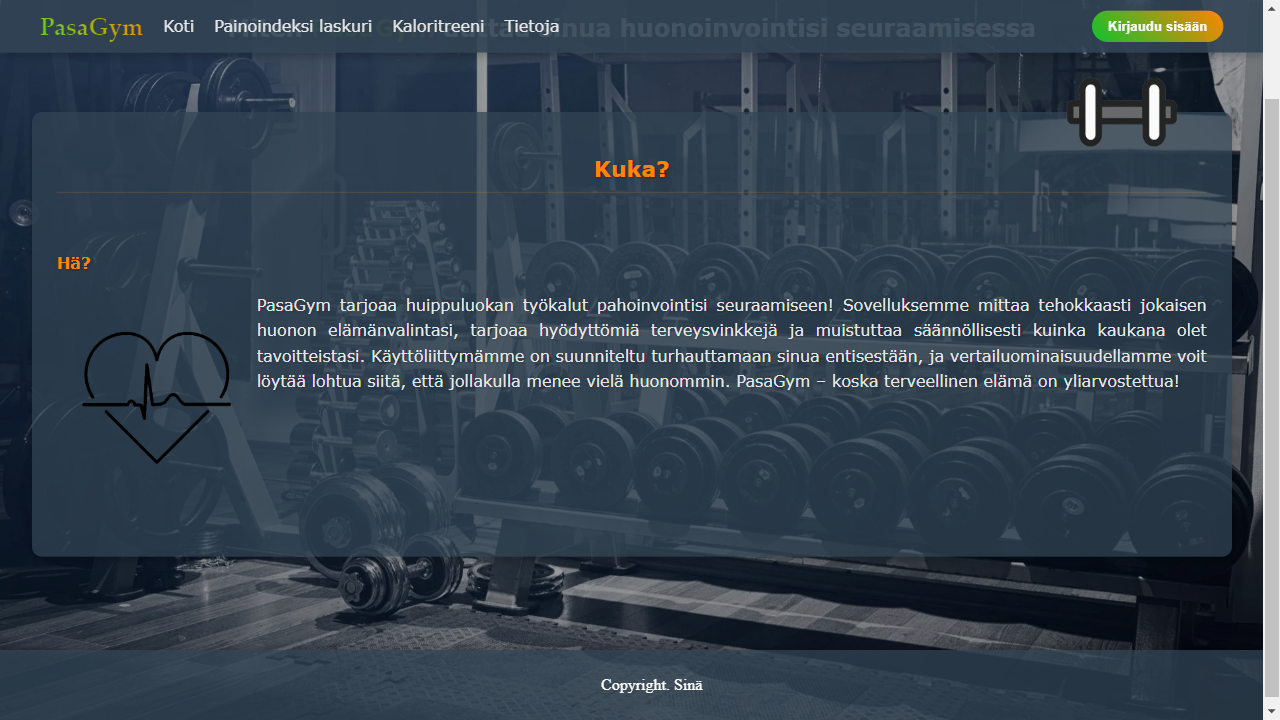 PasaGym Koti Painoindeksi laskuri Kaloritreeni Tietoja Kirjaudu sisään
auttaa sinua huonoinvointisi seuraamisessa
Kuka?
Hä?
PasaGym tarjoaa huippuluokan työkalut pahoinvointisi seuraamiseen! Sovelluksemme mittaa tehokkaasti jokaisen
huonon elämänvalintasi, tarjoaa hyödyttömiä terveysvinkkejä ja muistuttaa säännöllisesti kuinka kaukana olet
tavoitteistasi. Käyttöliittymämme on suunniteltu turhauttamaan sinua entisestään, ja vertailuominaisuudellamme voit
löytää lohtua siitä, että jollakulla menee vielä huonommin. PasaGym – koska terveellinen elämä on yliarvostettua!
Copyright. Sinä